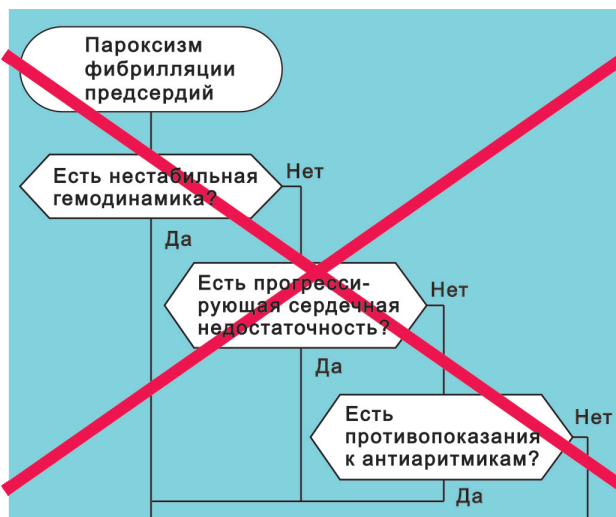 Пароксизм
фибрилляции
предсердий
Есть нестабильная
гемодинамика?
Нет
Да
Есть прогресси-
рующая сердечная
недостаточность?
Нет
Да
Есть
противопоказания
к антиаритмикам?
Нет
Да